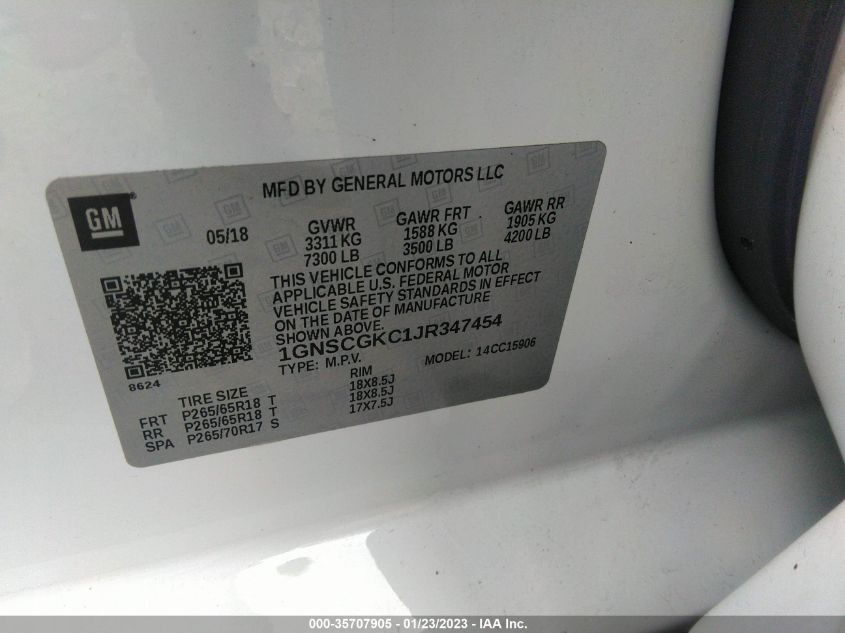 MFD BY GENERAL MOTORS LLC
GM
05/18
GVWR GAWR FRT GAWR RR
3311 KG 1588 KG 1905 KG
7300 LB 3500 LB 4200 LB
THIS VEHICLE CONFORMS TO ALL
APPLICABLE U.S. FEDERAL MOTOR
VEHICLE SAFETY STANDARDS IN EFFECT
ON THE DATE OF MANUFACTURE
SHOWN ABOVE.
1GNSCGKC1JR347454
TYPE: M.P.V. MODEL: 14CC15906
8624
TIRE SIZE RIM
FRT P265/65R18 T 18X8.5J
RR P265/65R18 T 18X8.5J
SPA P265/70R17 S 17X7.5J
000-35707905 - 01/23/2023 - IAA Inc.